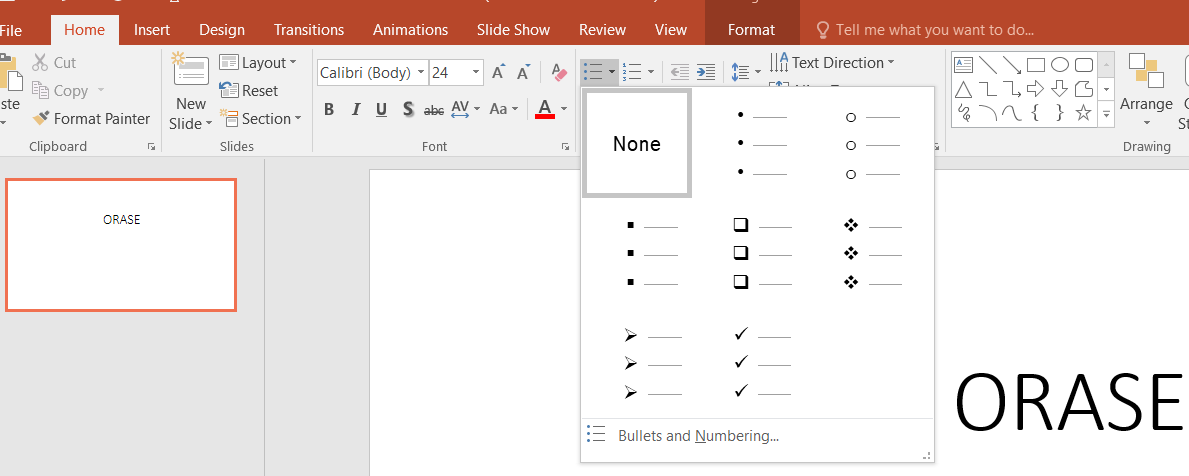 File Home Insert Design Transitions Animations Slide Show Review View Format Tell me what you want to do...
Cut
Copy
Format Painter
Clipboard
New
Slide
Layout
Reset
Section
Slides
Calibri (Body) 24
B I U S abc AV Aa A
Font
Text Direction
Arrange
Drawing
None
Bullets and Numbering...
ORASE
ORASE